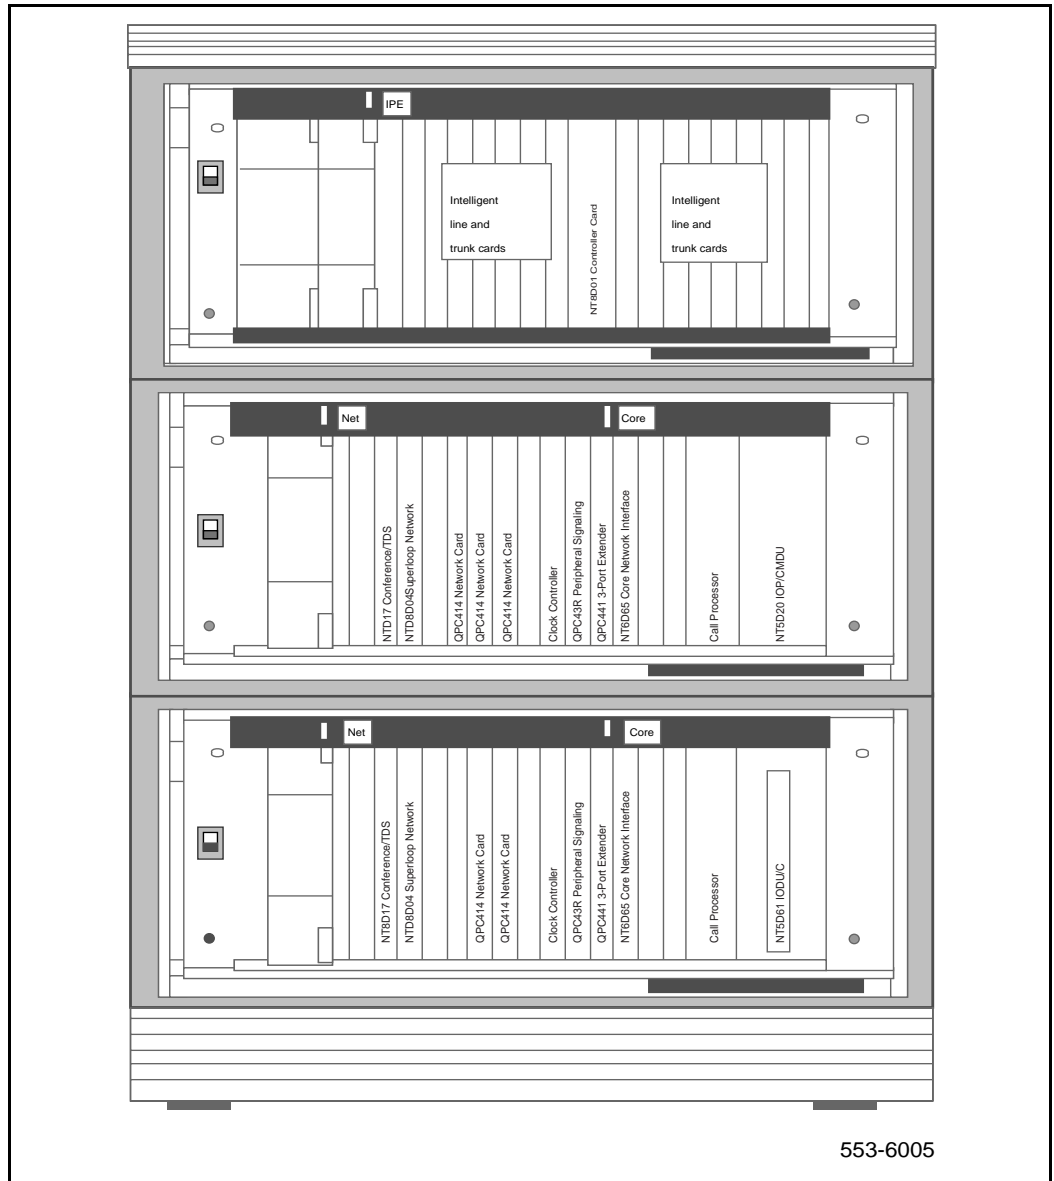 IPE
Intelligent
line and
trunk cards
NT8D01 Controller Card
Intelligent
line and
trunk cards
Net
Core
NTD17 Conference/TDS
NTD8D04Superloop Network
QPC414 Network Card
QPC414 Network Card
QPC414 Network Card
Clock Controller
QPC43R Peripheral Signaling
QPC441 3-Port Extender
NT6D65 Core Network Interface
Call Processor
NT5D20 IOP/CMDU
Net
Core
NT8D17 Conference/TDS
NTD8D04 Superloop Network
QPC414 Network Card
QPC414 Network Card
Clock Controller
QPC43R Peripheral Signaling
QPC441 3-Port Extender
NT6D65 Core Network Interface
Call Processor
NT5D61 IODU/C
553-6005